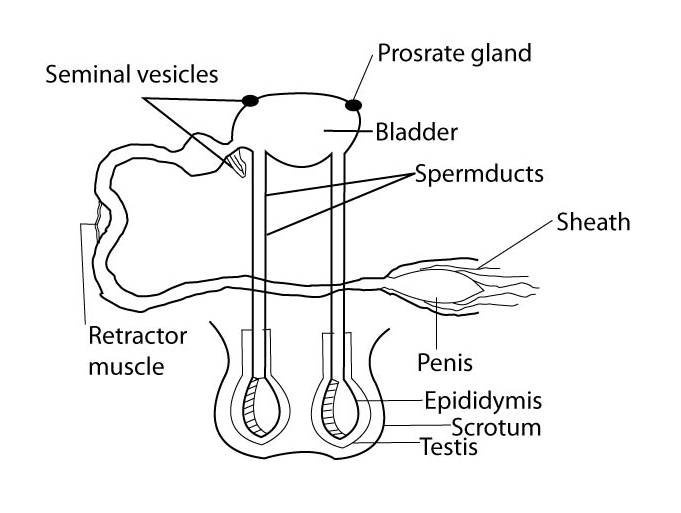 Prosrate gland
Seminal vesicles
Bladder
Spermducts
Sheath
Retractor
muscle
Penis
Epididymis
Scrotum
Testis